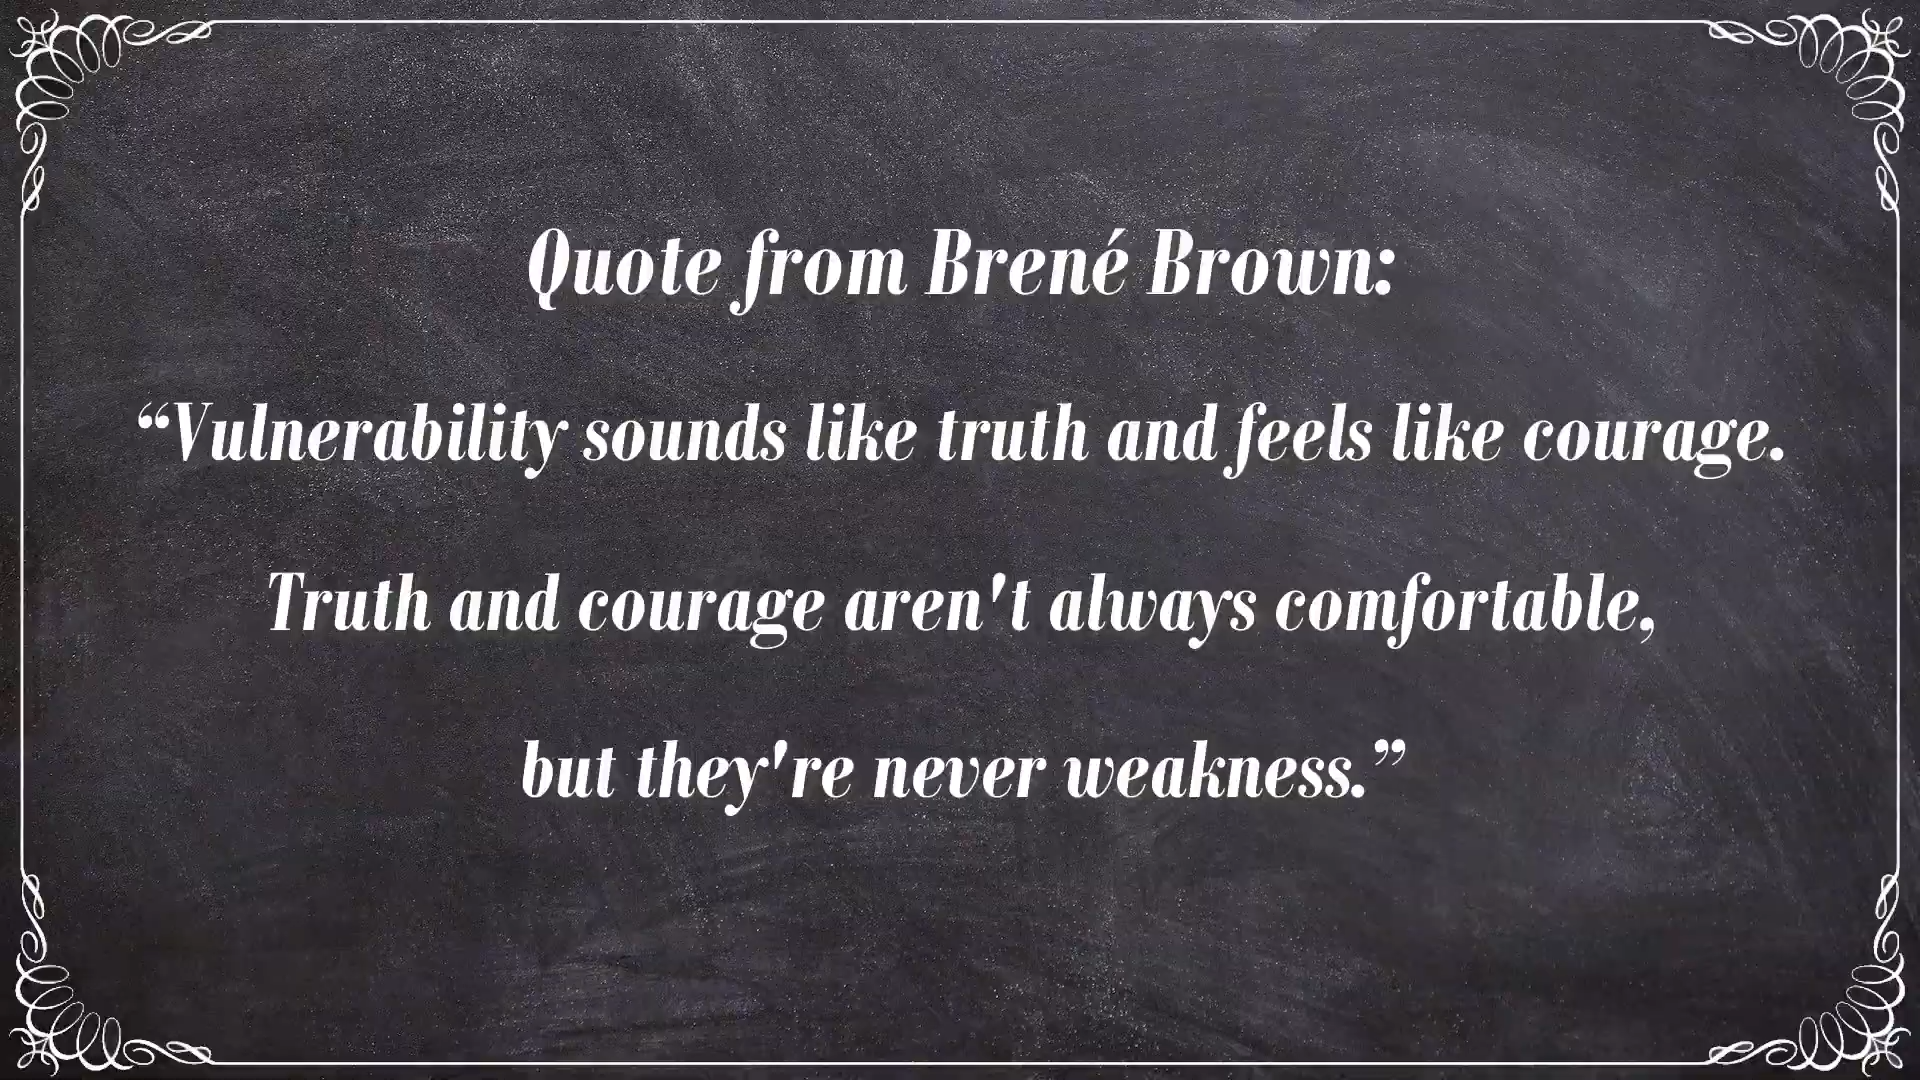 Quote from Brené Brown:
“Vulnerability sounds like truth and feels like courage.
Truth and courage aren't always comfortable,
but they're never weakness.”